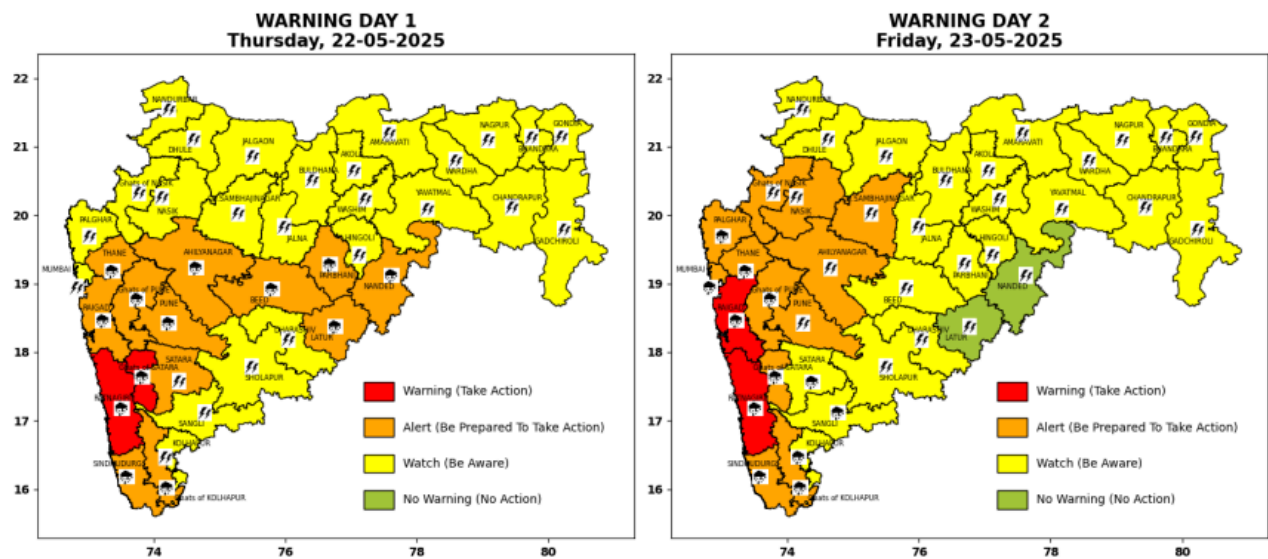 WARNING DAY 1
Thursday, 22-05-2025
22
21
20
19
18
17
16
74
76
78
80
NANDURBAR
DHULE
JALGAON
BULDHANA
AKOLA
AMARAVATI
NAGPUR
GONDIA
BHANDARA
WARDHA
Ghats of NASIK
NASIK
C.SAMBHAJINAGAR
WASHIM
YAVATMAL
CHANDRAPUR
GADCHIROLI
PALGHAR
JALNA
HINGOLI
THANE
AHILYANAGAR
PARBHANI
MUMBAI
NANDED
Ghats of PUNE
PUNE
BEED
RAIGAD
DHARASHIV
LATUR
SATARA
Ghats of SATARA
SHOLAPUR
RATNAGIRI
SANGLI
KOLHAPUR
SINDHUDURG
Ghats of KOLHAPUR
Warning (Take Action)
Alert (Be Prepared To Take Action)
Watch (Be Aware)
No Warning (No Action)
WARNING DAY 2
Friday, 23-05-2025
22
21
20
19
18
17
16
74
76
78
80
NANDURBAR
DHULE
JALGAON
BULDHANA
AKOLA
AMARAVATI
NAGPUR
GONDIA
BHANDARA
WARDHA
Ghats of NASIK
NASIK
C.SAMBHAJINAGAR
WASHIM
YAVATMAL
CHANDRAPUR
GADCHIROLI
PALGHAR
JALNA
HINGOLI
THANE
AHILYANAGAR
PARBHANI
MUMBAI
NANDED
Ghats of PUNE
PUNE
BEED
RAIGAD
DHARASHIV
LATUR
Ghats of SATARA
SHOLAPUR
RATNAGIRI
SANGLI
KOLHAPUR
SINDHUDURG
Ghats of KOLHAPUR
Warning (Take Action)
Alert (Be Prepared To Take Action)
Watch (Be Aware)
No Warning (No Action)